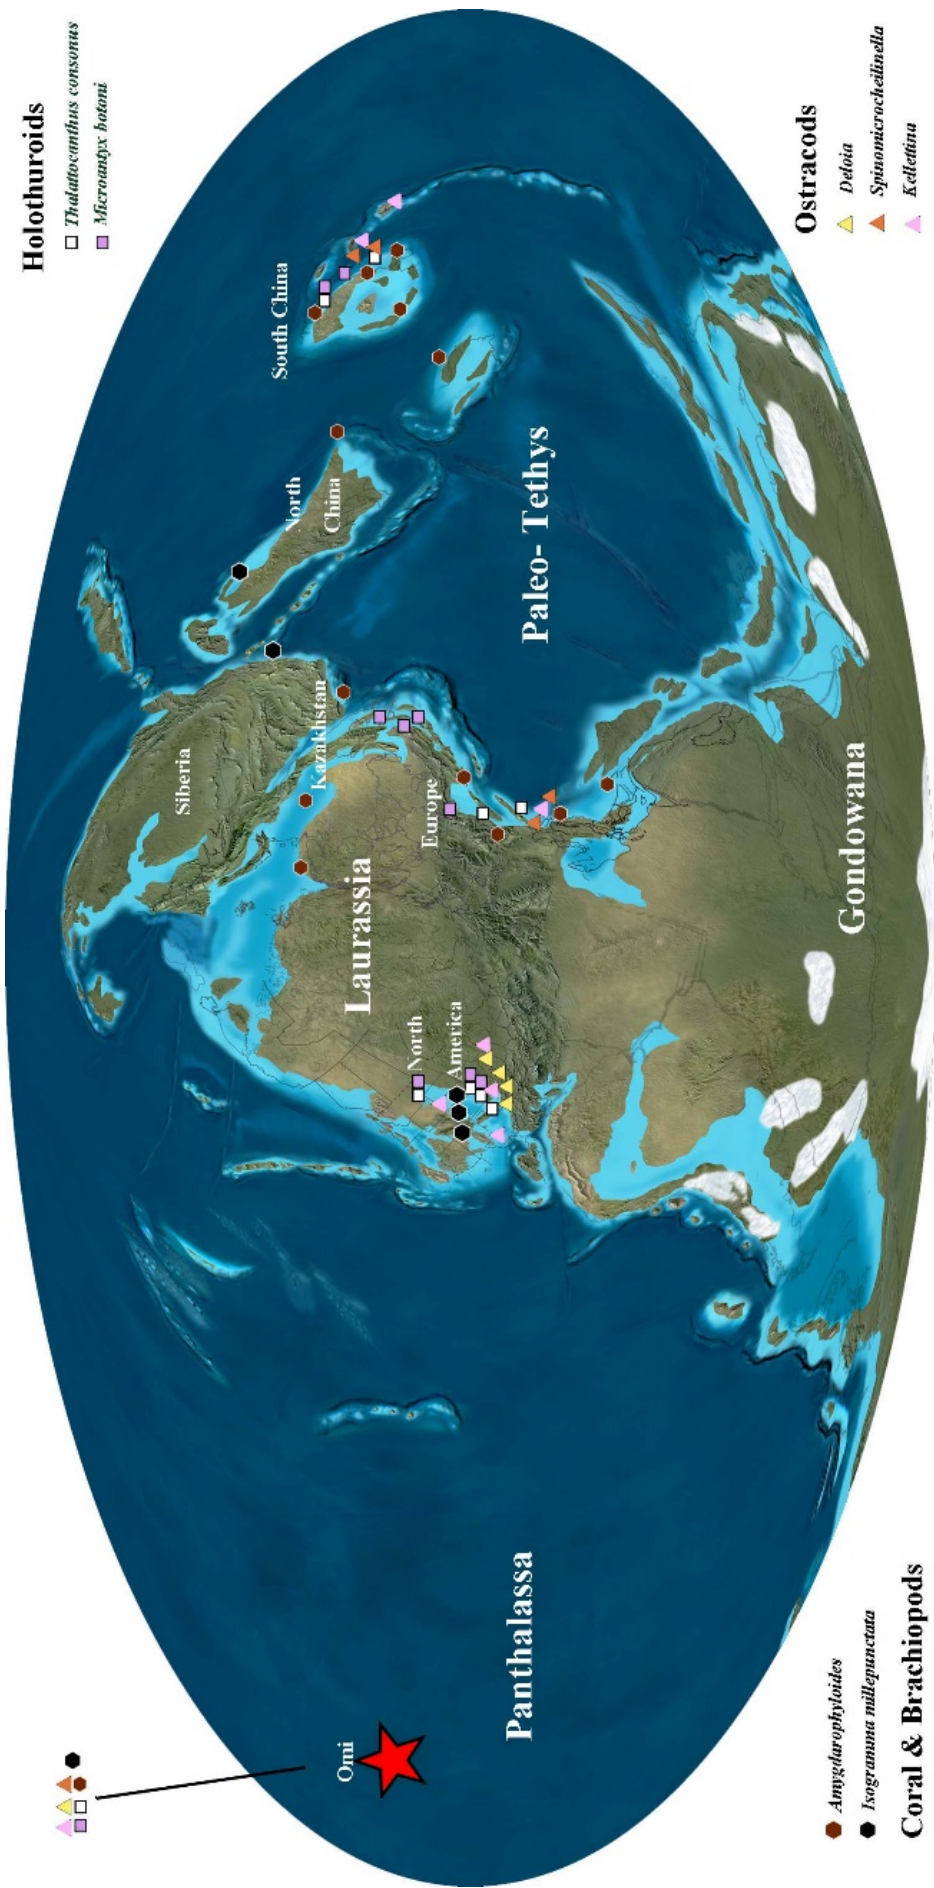 Holothuroids
Thalattocanthus consonus
Microantyx botoni
South China
North
China
Siberia
Kazakhstan
Europe
Laurassia
Paleo- Tethys
North
America
Gondowana
Omi
Panthalassa
Amygdarophyloides
Isogramma millepunctata
Coral & Brachiopods
Ostracods
Deloia
Spinomicrocheilinella
Kellettina